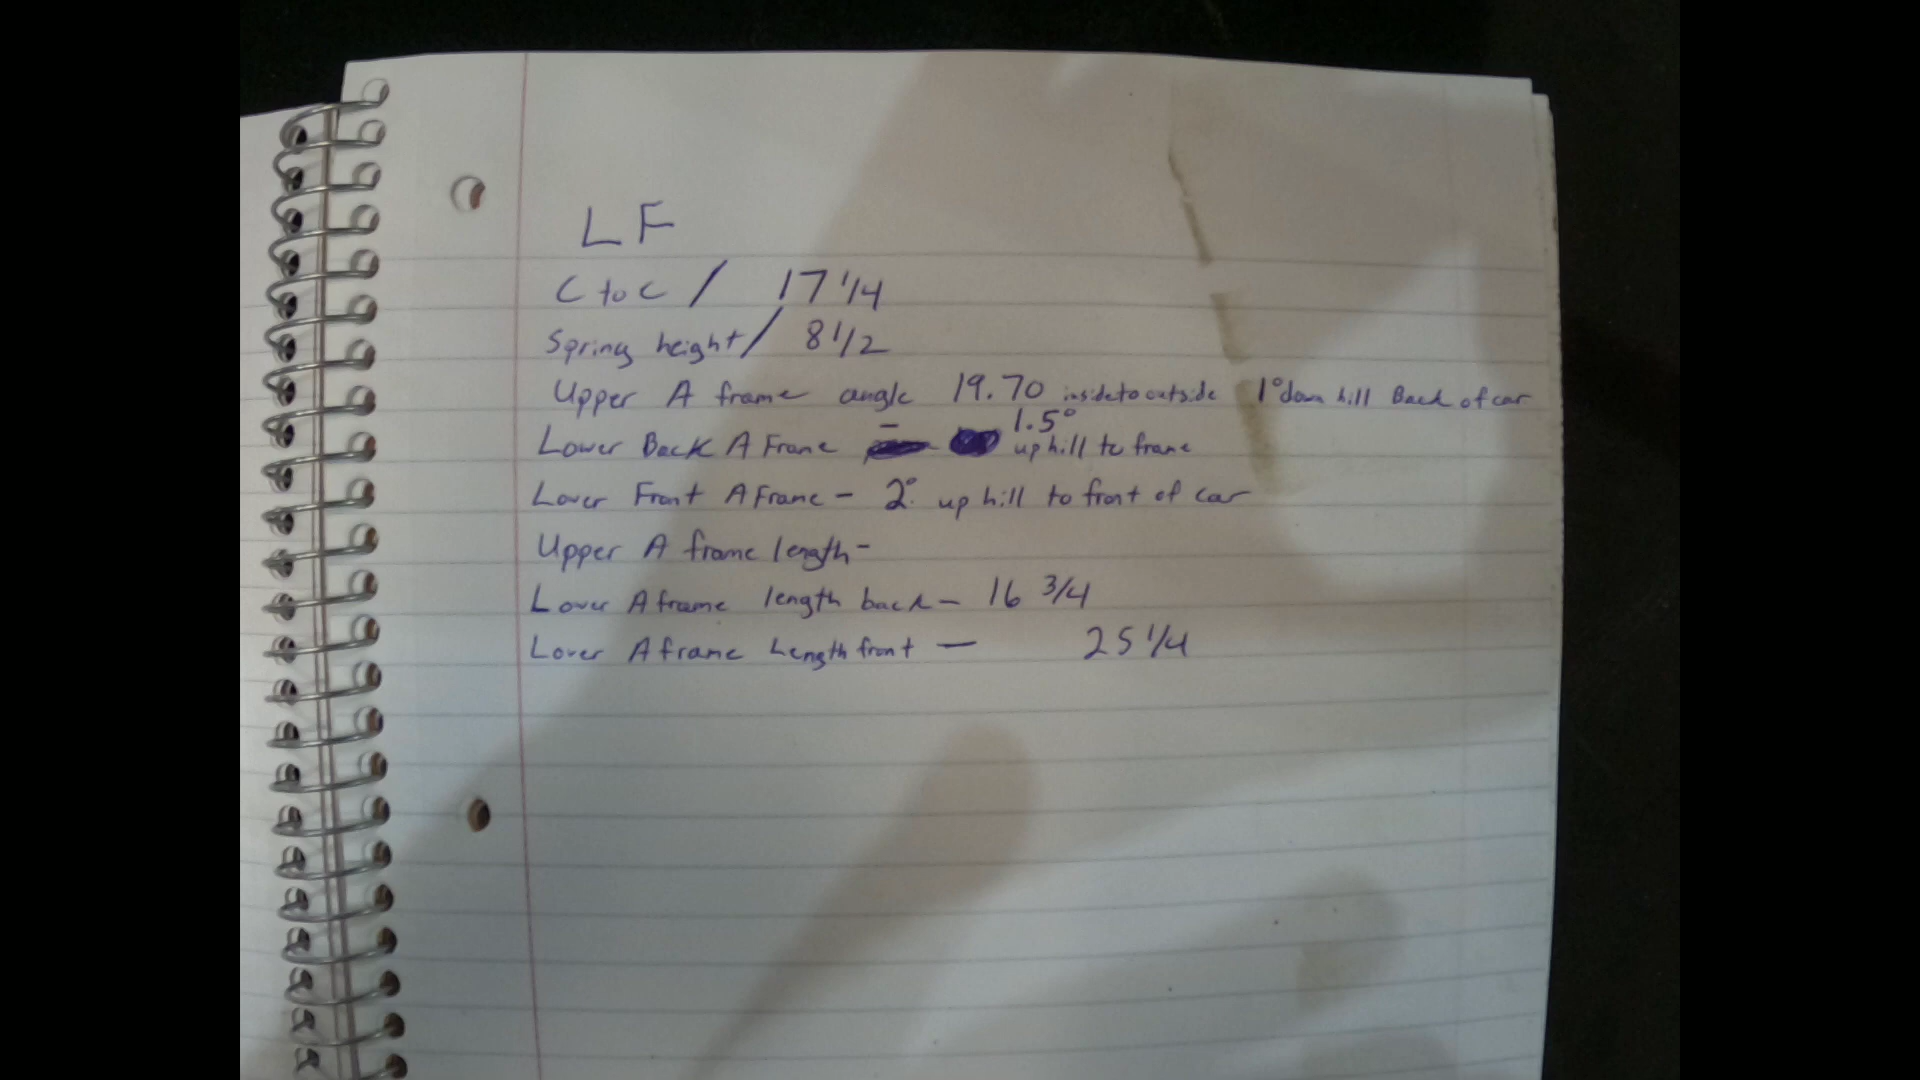 LF
C to C / 17 1/4
Spring height / 8 1/2
Upper A frame angle 19.70 inside to outside 1° down hill Back of car
Lower Back A Frame - 1.5° up hill to frame
Lower Front A Frame - 2° up hill to front of car
Upper A frame length -
Lower A frame length back - 16 3/4
Lower A frame Length front - 25 1/4